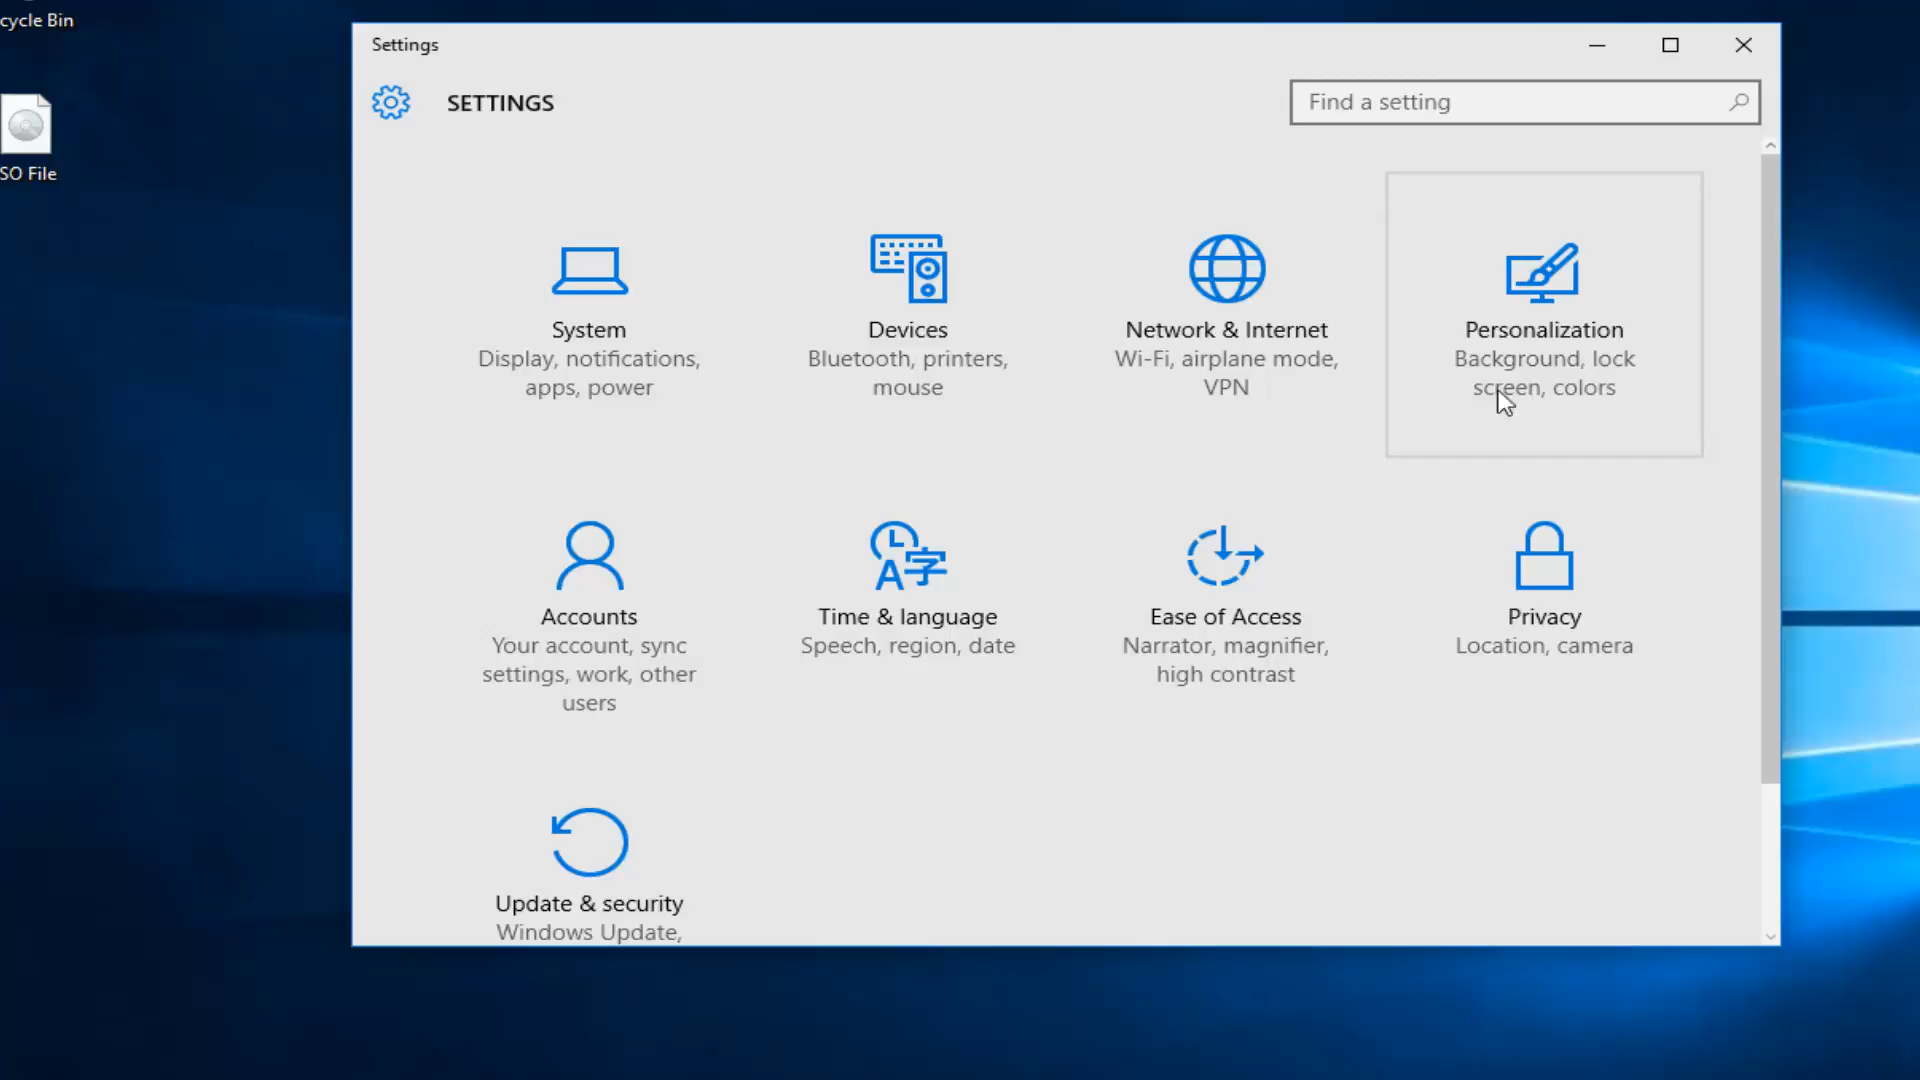 cycle Bin
SO File
Settings
SETTINGS
Find a setting
System
Display, notifications,
apps, power
Devices
Bluetooth, printers,
mouse
Network & Internet
Wi-Fi, airplane mode,
VPN
Personalization
Background, lock
screen, colors
Accounts
Your account, sync
settings, work, other
users
Time & language
Speech, region, date
Ease of Access
Narrator, magnifier,
high contrast
Privacy
Location, camera
Update & security
Windows Update,